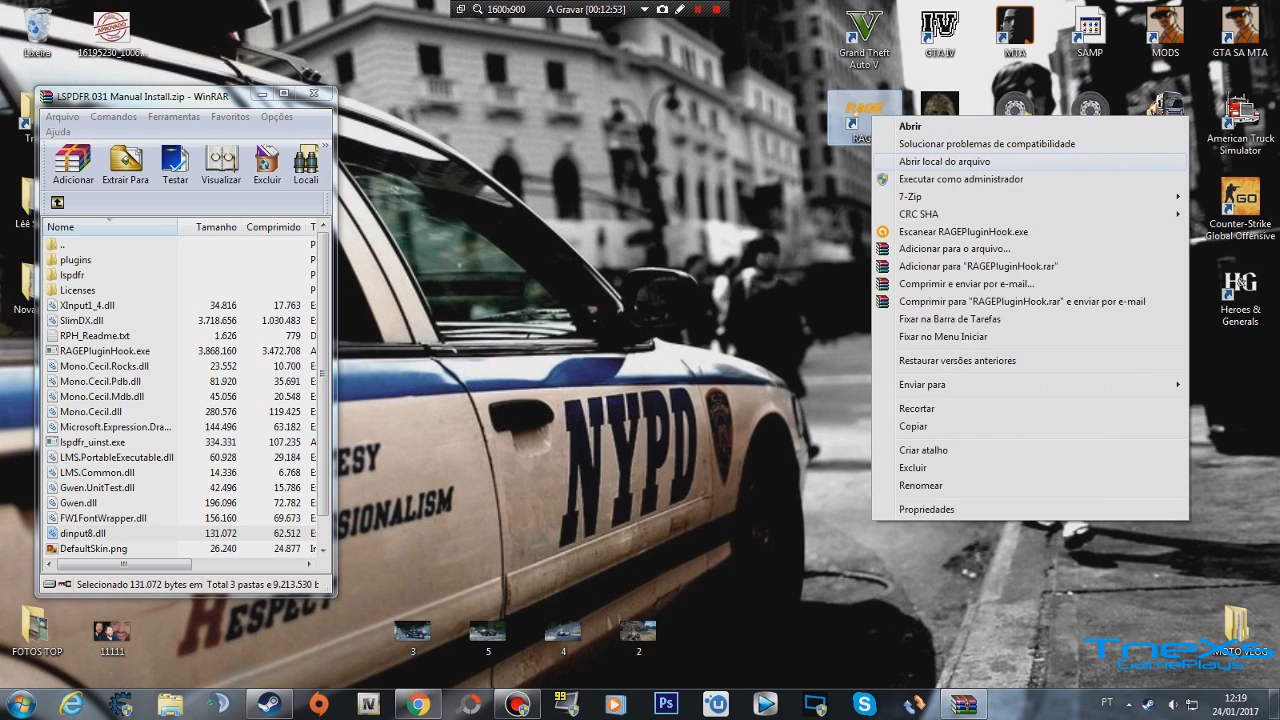 1600x900
A Gravar [00:12:53]
Lixeira
16195230_1006...
Grand Theft
Auto V
GTA IV
MTA
SAMP
MODS
GTA SA MTA
LSPDFR 031 Manual Install.zip - WinRAR
Arquivo Comandos Ferramentas Favoritos Opções
Ajuda
Adicionar Extrair Para Testar Visualizar Excluir Locali
Nome Tamanho Comprimido T
.. P
plugins P
lspdfr P
Licenses P
XInput1_4.dll 34.816 17.763 E
SlimDX.dll 3.718.656 1.030.483 E
RPH_Readme.txt 1.626 779 D
RAGEPluginHook.exe 3.868.160 3.472.708 A
Mono.Cecil.Rocks.dll 23.552 10.700 E
Mono.Cecil.Pdb.dll 81.920 35.691 E
Mono.Cecil.Mdb.dll 45.056 20.548 E
Mono.Cecil.dll 280.576 119.425 E
Microsoft.Expression.Dra... 144.496 63.182 E
lspdfr_uinst.exe 334.331 107.235 A
LMS.PortableExecutable.dll 60.928 29.184 E
LMS.Common.dll 14.336 6.768 E
Gwen.UnitTest.dll 42.496 15.786 E
Gwen.dll 196.096 72.782 E
FW1FontWrapper.dll 156.160 69.673 E
dinput8.dll 131.072 62.512 E
DefaultSkin.png 26.240 24.877 Ir
Selecionado 131.072 bytes em Total 3 pastas e 9.213.530 b
RAGE
RAG
Abrir
Solucionar problemas de compatibilidade
Abrir local do arquivo
Executar como administrador
7-Zip
CRC SHA
Escanear RAGEPluginHook.exe
Adicionar para o arquivo...
Adicionar para "RAGEPluginHook.rar"
Comprimir e enviar por e-mail...
Comprimir para "RAGEPluginHook.rar" e enviar por e-mail
Fixar na Barra de Tarefas
Fixar no Menu Iniciar
Restaurar versões anteriores
Enviar para
Recortar
Copiar
Criar atalho
Excluir
Renomear
Propriedades
American Truck
Simulator
GO
Counter-Strike
Global Offensive
H&G
Heroes &
Generals
NYPD
ESY
SIONALISM
RESPECT
FOTOS TOP
11111
3
5
4
2
MOTO VLOG
TneXs
GamePlays
99
Ps
PT
12:19
24/01/2017